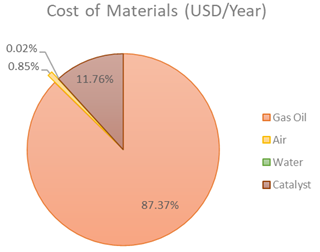 Cost of Materials (USD/Year)
0.02%
0.85%
11.76%
87.37%
Gas Oil
Air
Water
Catalyst